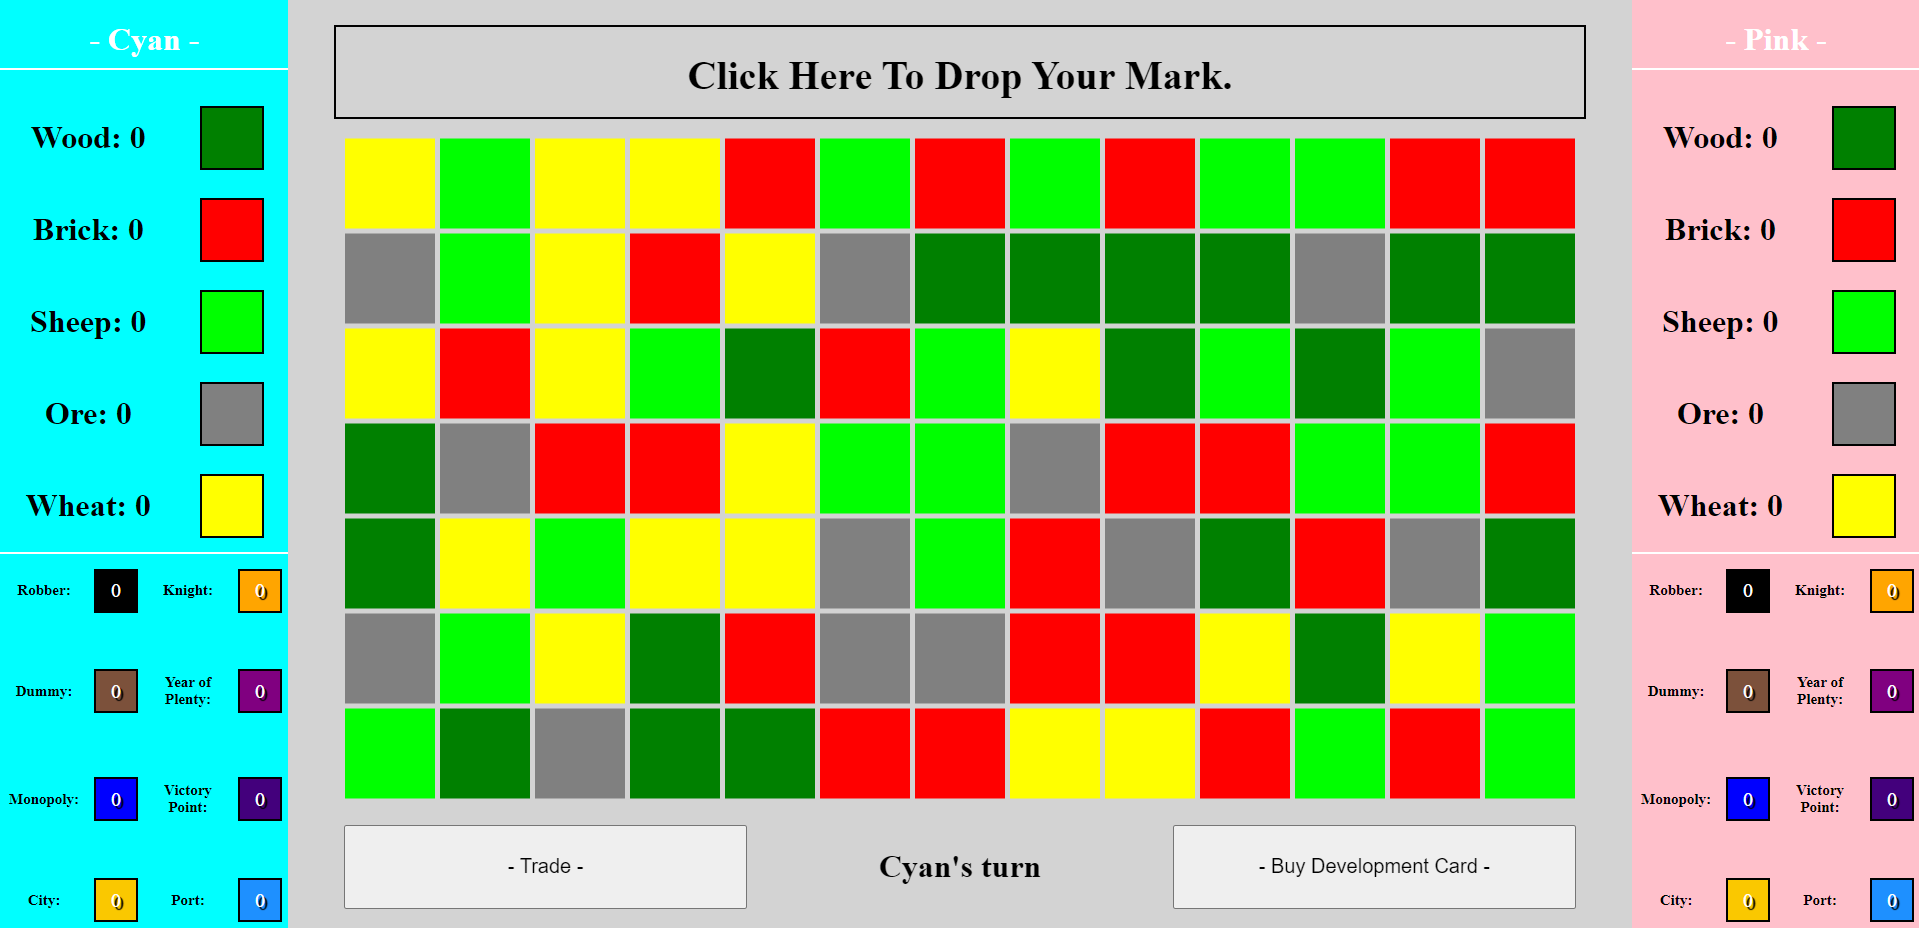 - Cyan -
Wood: 0
Brick: 0
Sheep: 0
Ore: 0
Wheat: 0
Robber: 0 Knight: 0
Dummy: 0 Year of
Plenty: 0
Monopoly: 0 Victory
Point: 0
City: 0 Port: 0
Click Here To Drop Your Mark.
- Trade -
Cyan's turn
- Buy Development Card -
- Pink -
Wood: 0
Brick: 0
Sheep: 0
Ore: 0
Wheat: 0
Robber: 0 Knight: 0
Dummy: 0 Year of
Plenty: 0
Monopoly: 0 Victory
Point: 0
City: 0 Port: 0